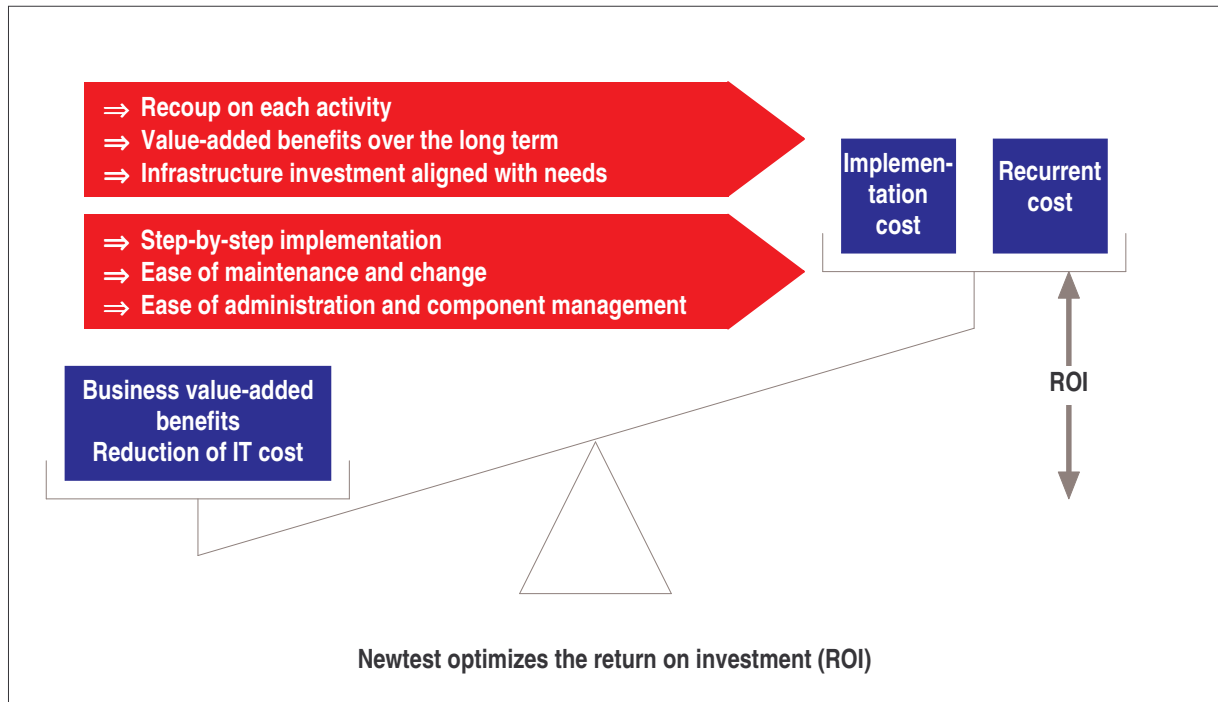 ⇒ Recoup on each activity
⇒ Value-added benefits over the long term
⇒ Infrastructure investment aligned with needs
⇒ Step-by-step implementation
⇒ Ease of maintenance and change
⇒ Ease of administration and component management
Implemen-
tation
cost
Recurrent
cost
ROI
Business value-added
benefits
Reduction of IT cost
Newtest optimizes the return on investment (ROI)